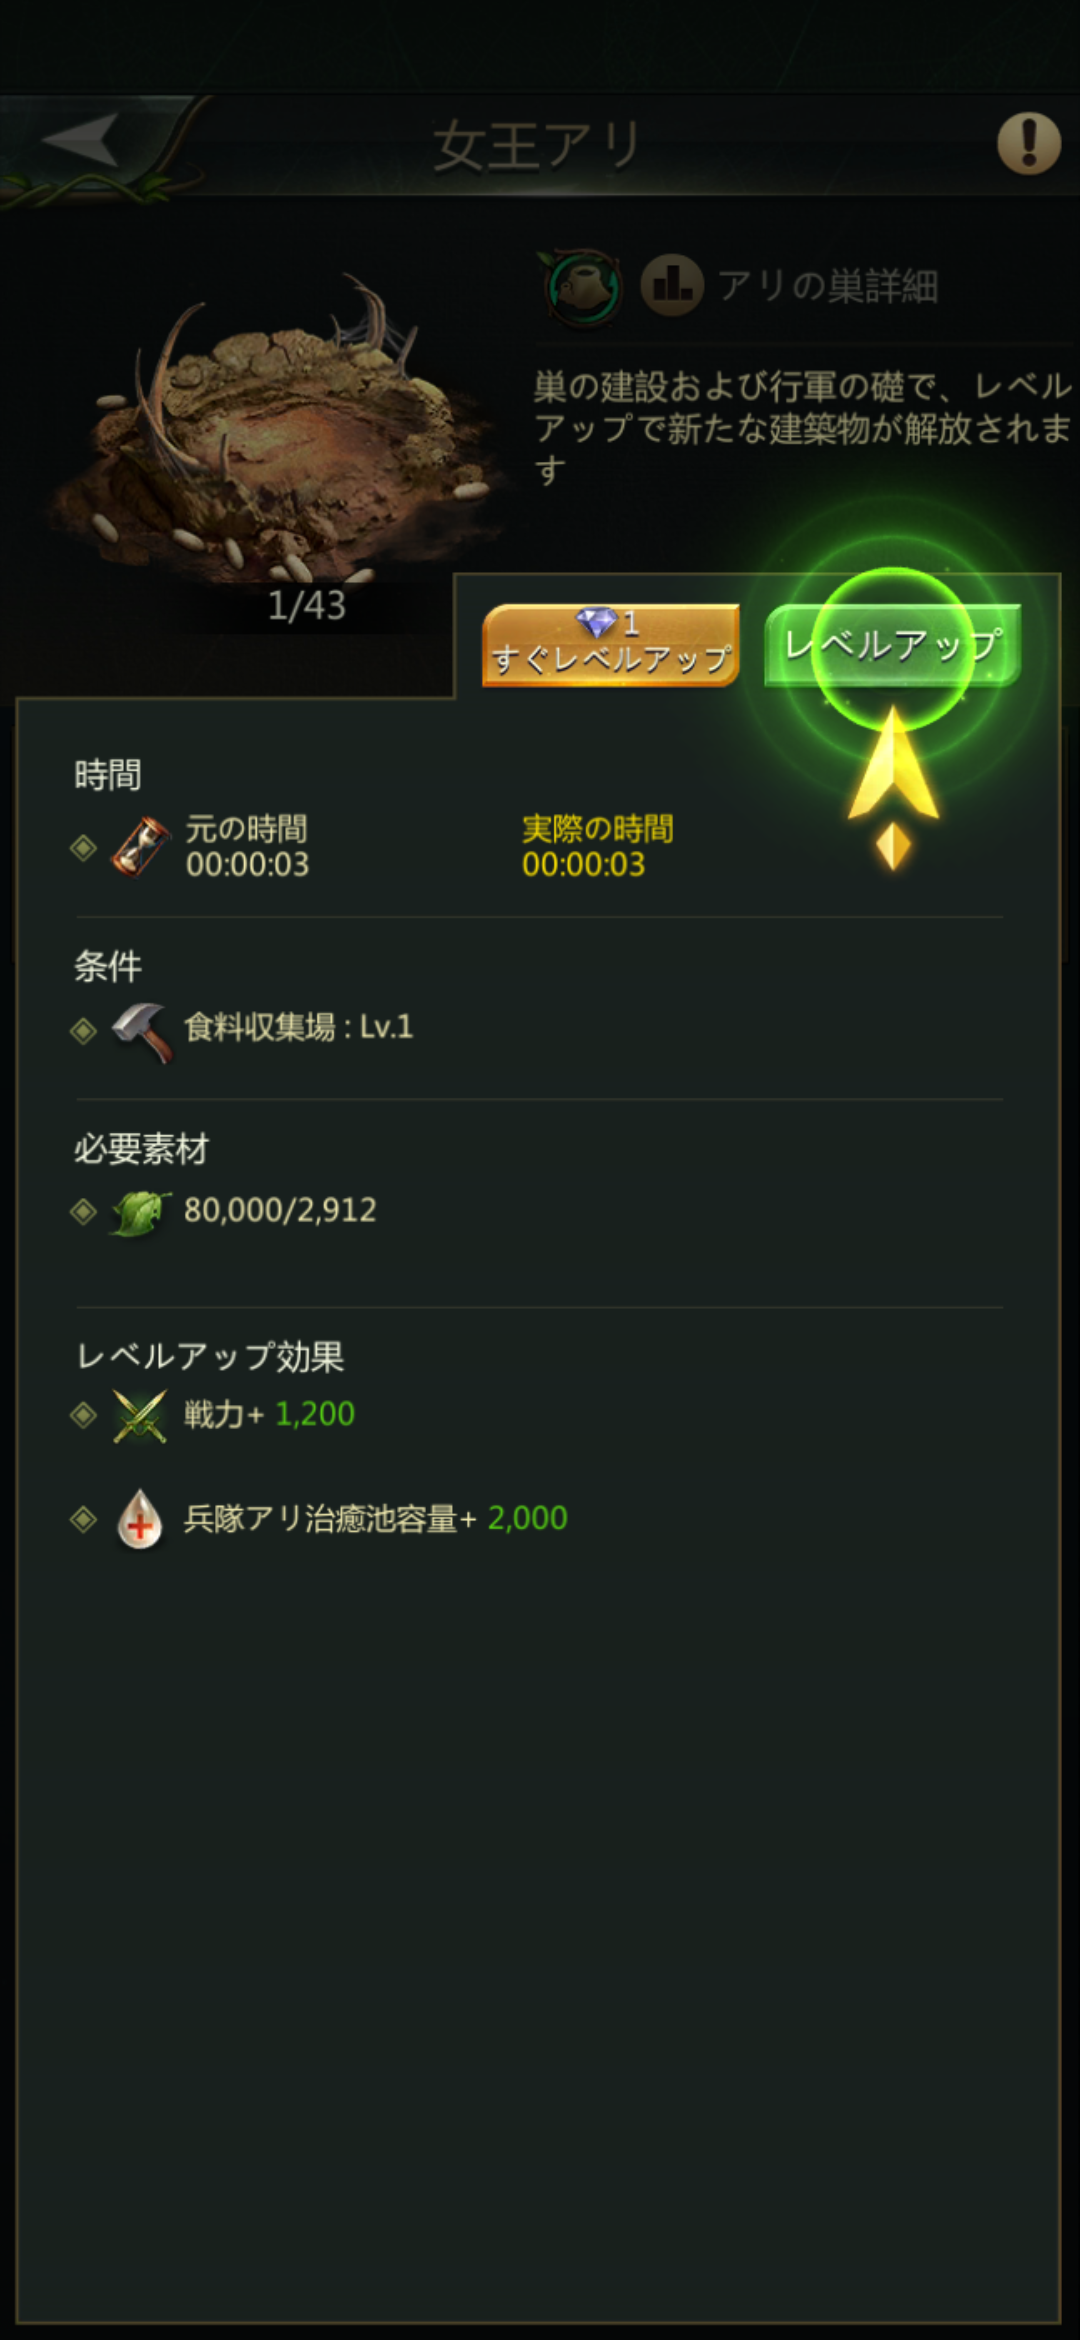 女王アリ
アリの巣詳細
巣の建設および行軍の礎で、レベル
アップで新たな建築物が解放されま
す
1/43
1
すぐレベルアップ
レベルアップ
時間
元の時間
00:00:03
実際の時間
00:00:03
条件
食料収集場 : Lv.1
必要素材
80,000/2,912
レベルアップ効果
戦力+ 1,200
兵隊アリ治癒池容量+ 2,000